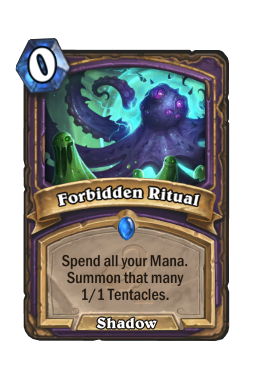 0
Forbidden Ritual
Spend all your Mana.
Summon that many
1/1 Tentacles.
Shadow